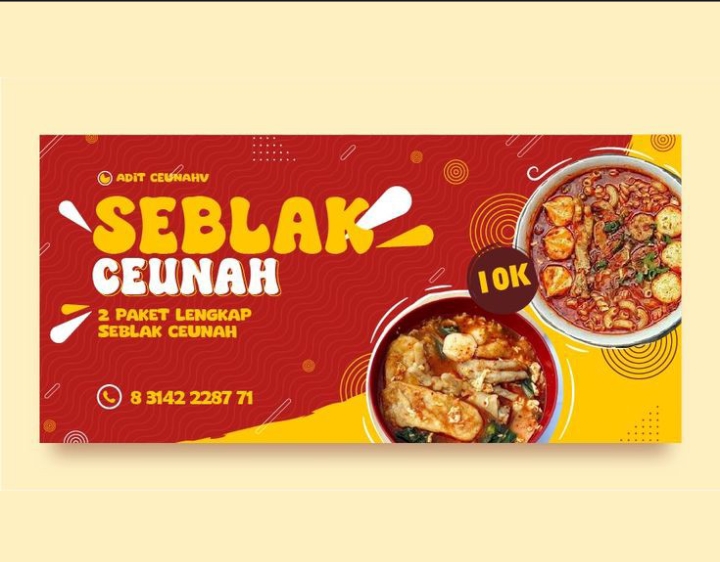 ADIT CEUNAHV
SEBLAK
CEUNAH
2 PAKET LENGKAP
SEBLAK CEUNAH
10K
8 3142 2287 71